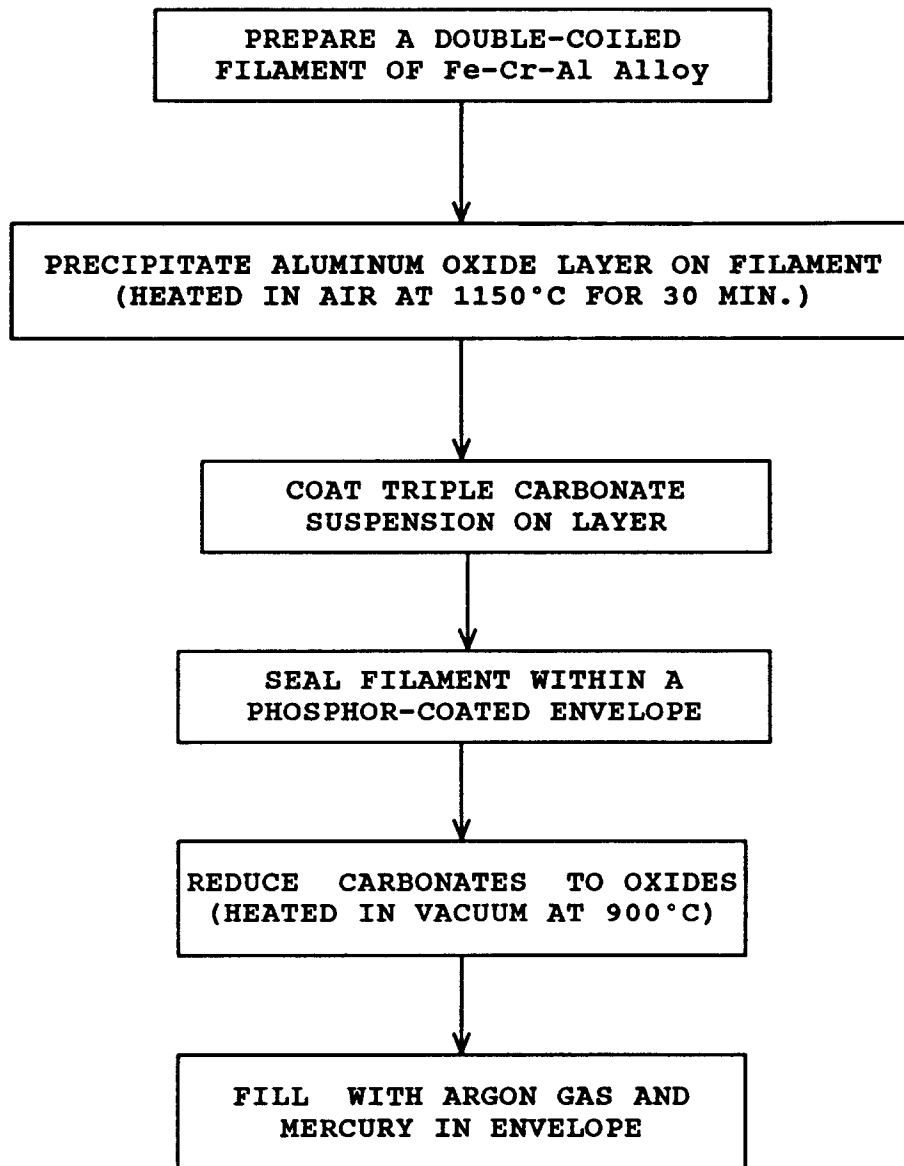 PREPARE A DOUBLE-COILED
FILAMENT OF Fe-Cr-Al Alloy
PRECIPITATE ALUMINUM OXIDE LAYER ON FILAMENT
(HEATED IN AIR AT 1150°C FOR 30 MIN.)
COAT TRIPLE CARBONATE
SUSPENSION ON LAYER
SEAL FILAMENT WITHIN A
PHOSPHOR-COATED ENVELOPE
REDUCE CARBONATES TO OXIDES
(HEATED IN VACUUM AT 900°C)
FILL WITH ARGON GAS AND
MERCURY IN ENVELOPE